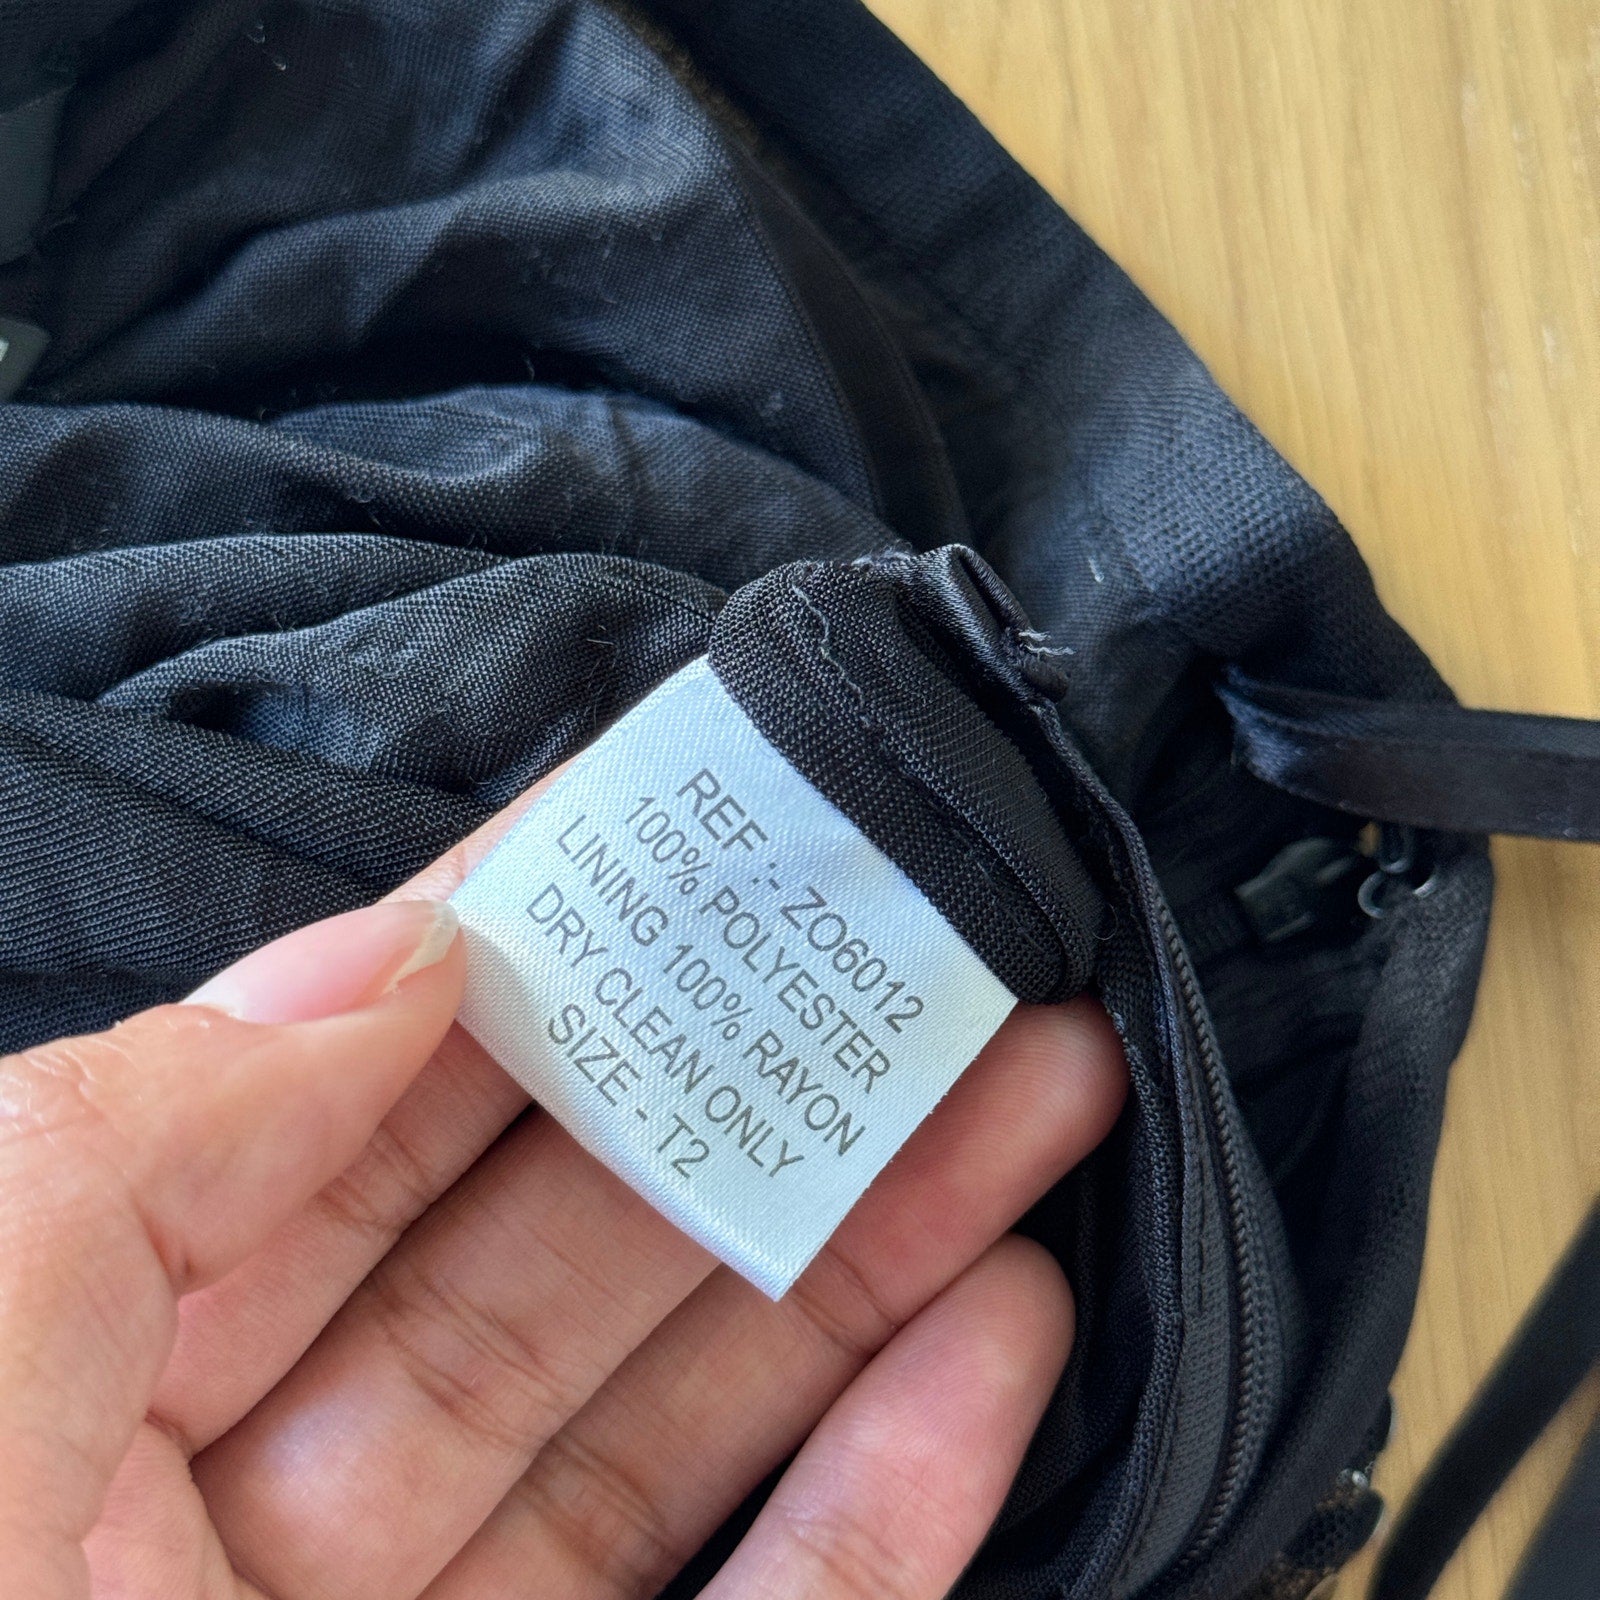 REF :- ZO6012
100% POLYESTER
LINING 100% RAYON
DRY CLEAN ONLY
SIZE - T2